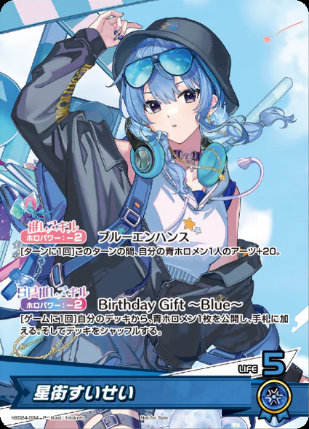 推しスキル
ホロパワー：-2
ブルーエンハンス
[ターンに1回]このターンの間、自分の青ホロメン1人のアーツ+20。
SP推しスキル
ホロパワー：-2
Birthday Gift ～Blue～
[ゲームに1回]自分のデッキから、青ホロメン1枚を公開し、手札に加える。そしてデッキをシャッフルする。
星街すいせい
LIFE 5
Not For Sale